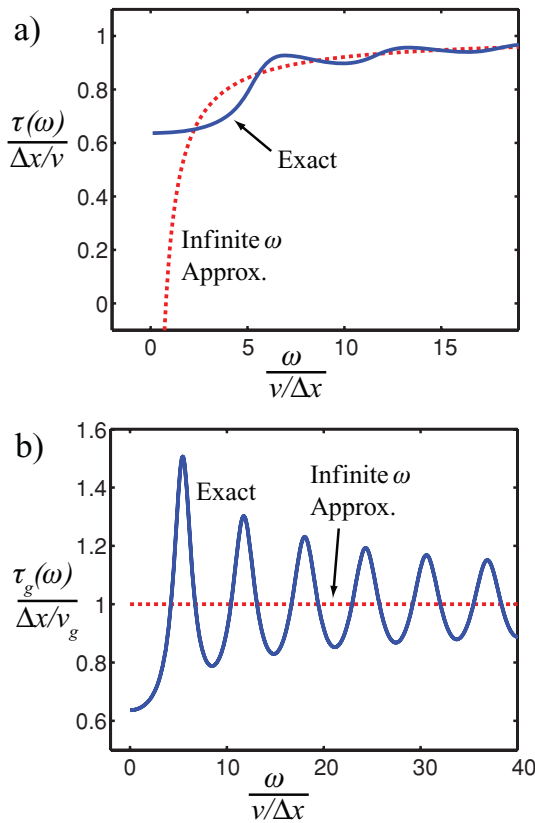 a)
τ(ω)
Δx/v
1
0.8
0.6
0.4
0.2
0
Exact
Infinite ω
Approx.
0 5 10 15
ω
v/Δx
b)
τg(ω)
Δx/vg
1.6
1.4
1.2
1
0.8
0.6
Exact
Infinite ω
Approx.
0 10 20 30 40
ω
v/Δx